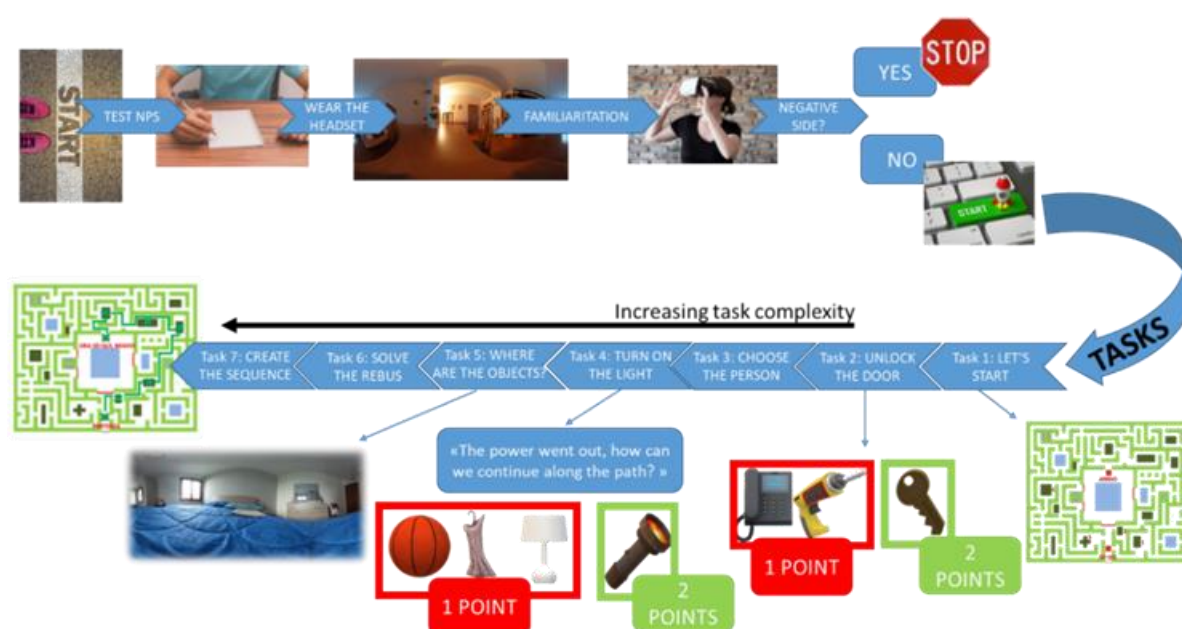 START
TEST NPS
WEAR THE
HEADSET
FAMILIARITATION
NEGATIVE
SIDE?
YES
STOP
NO
START
TASKS
Increasing task complexity
Task 7: CREATE
THE SEQUENCE
Task 6: SOLVE
THE REBUS
Task 5: WHERE
ARE THE OBJECTS?
Task 4: TURN ON
THE LIGHT
Task 3: CHOOSE
THE PERSON
Task 2: UNLOCK
THE DOOR
Task 1: LET'S
START
«The power went out, how can
we continue along the path? »
1 POINT
2
POINTS
1 POINT
2
POINTS